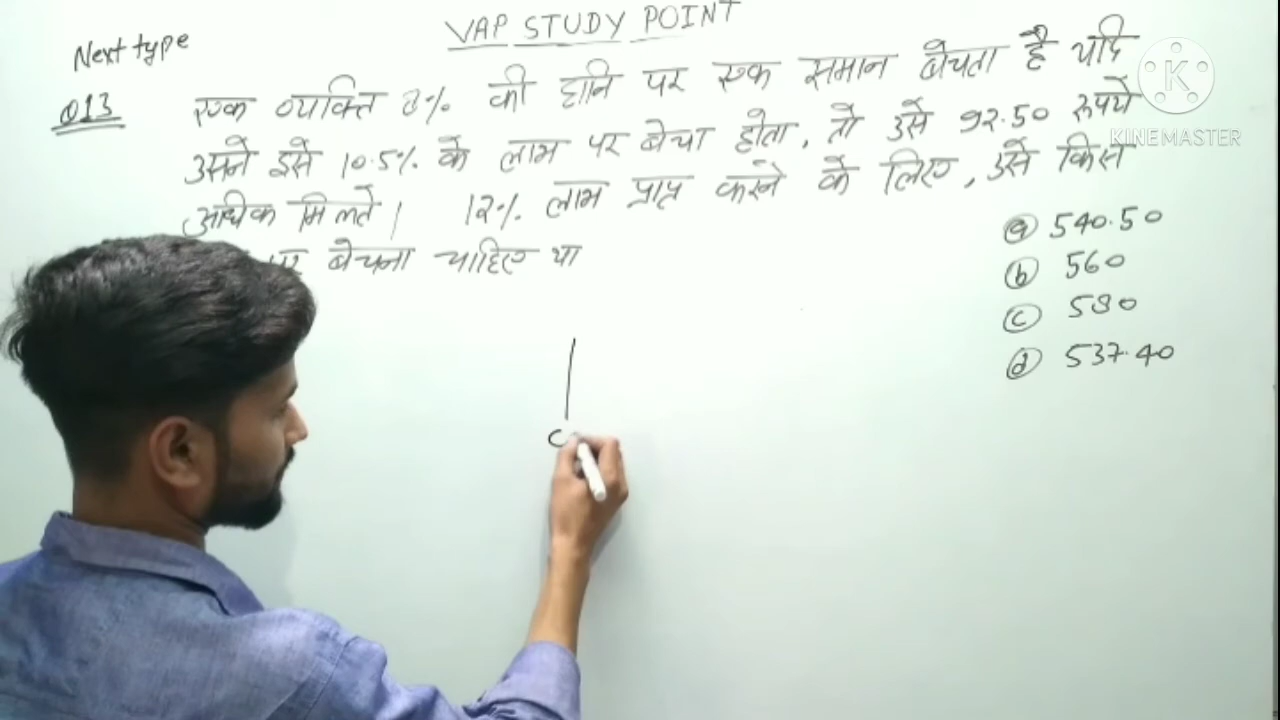 VAP STUDY POINT
Next type
Q13 एक व्यक्ति 8% की हानि पर एक समान बेचता है यदि
उसने इसे 10.5% के लाभ पर बेचा होता, तो उसे 92.50 रूपये
अधिक मिलते। 12% लाभ प्राप्त करने के लिए, उसे किस
पर बेचना चाहिए था
(a) 540.50
(b) 560
(c) 580
(d) 537.40
C
K
KINEMASTER